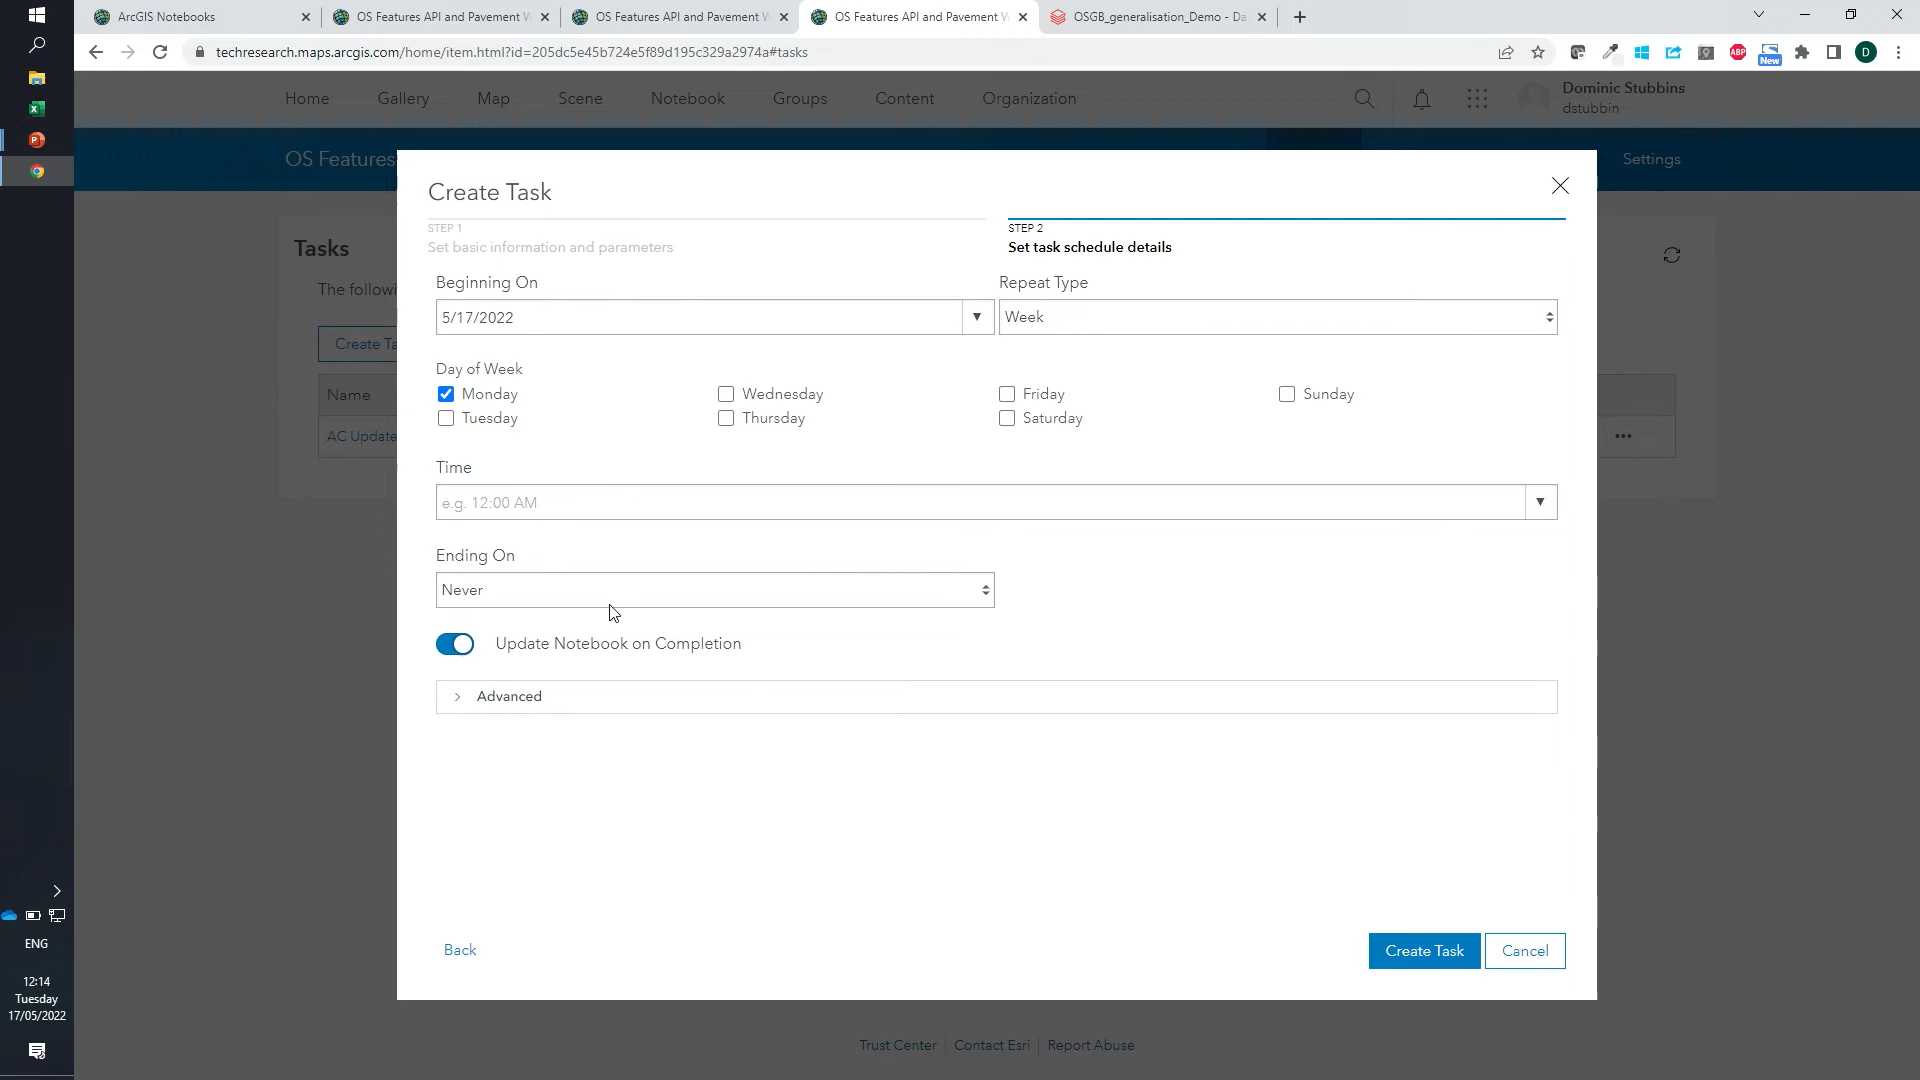 ArcGIS Notebooks
OS Features API and Pavement W
OS Features API and Pavement W
OS Features API and Pavement W
OSGB_generalisation_Demo - Da
techresearch.maps.arcgis.com/home/item.html?id=205dc5e45b724e5f89d195c329a2974a#tasks
ABP
New
D
Home
Gallery
Map
Scene
Notebook
Groups
Content
Organization
Dominic Stubbins
dstubbin
OS Features
Settings
Create Task
STEP 1
Set basic information and parameters
STEP 2
Set task schedule details
Tasks
The followi
Create Ta
Name
AC Update
Beginning On
5/17/2022
Repeat Type
Week
Day of Week
Monday
Wednesday
Friday
Sunday
Tuesday
Thursday
Saturday
Time
e.g. 12:00 AM
Ending On
Never
Update Notebook on Completion
Advanced
Back
Create Task
Cancel
Trust Center
Contact Esri
Report Abuse
ENG
12:14
Tuesday
17/05/2022